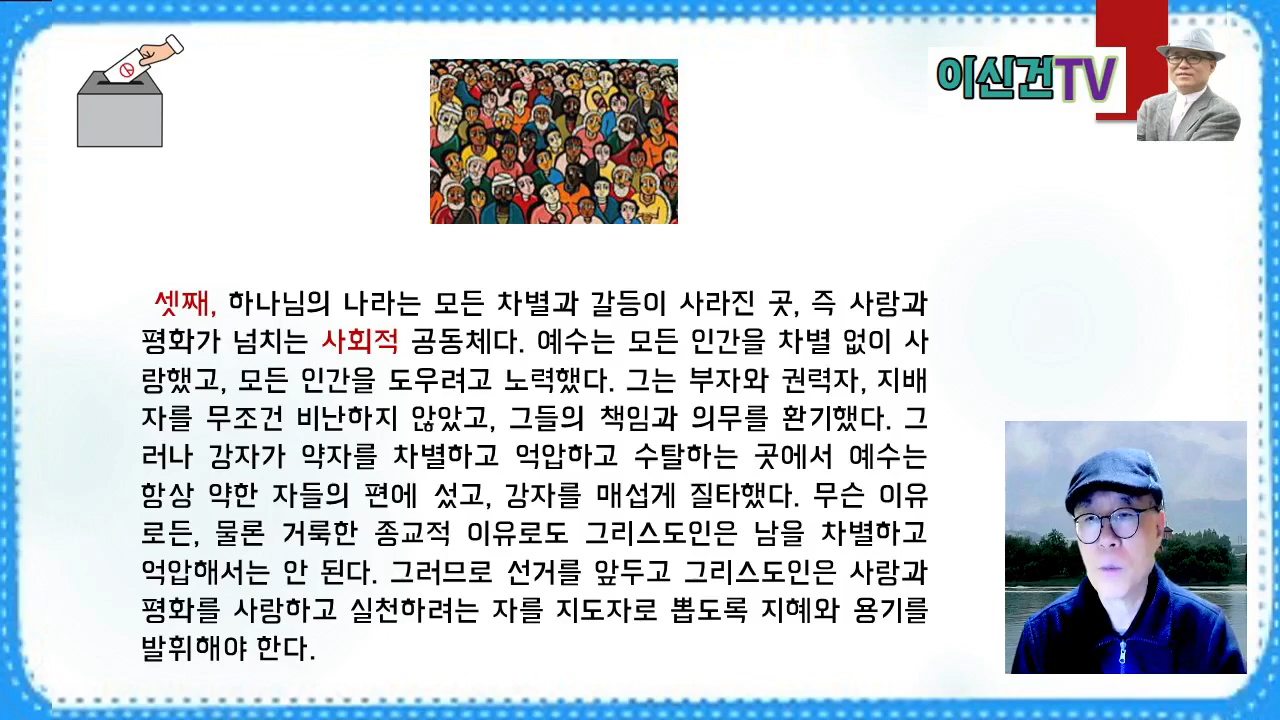 이신건TV
셋째, 하나님의 나라는 모든 차별과 갈등이 사라진 곳, 즉 사랑과
평화가 넘치는 사회적 공동체다. 예수는 모든 인간을 차별 없이 사
랑했고, 모든 인간을 도우려고 노력했다. 그는 부자와 권력자, 지배
자를 무조건 비난하지 않았고, 그들의 책임과 의무를 환기했다. 그
러나 강자가 약자를 차별하고 억압하고 수탈하는 곳에서 예수는
항상 약한 자들의 편에 섰고, 강자를 매섭게 질타했다. 무슨 이유
로든, 물론 거룩한 종교적 이유로도 그리스도인은 남을 차별하고
억압해서는 안 된다. 그러므로 선거를 앞두고 그리스도인은 사랑과
평화를 사랑하고 실천하려는 자를 지도자로 뽑도록 지혜와 용기를
발휘해야 한다.